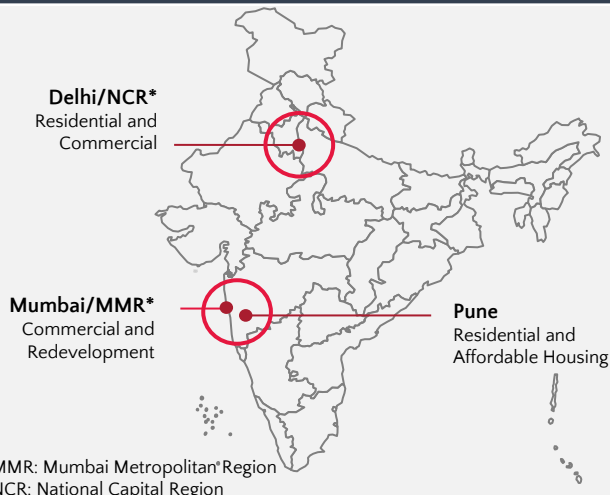 Delhi/NCR*
Residential and
Commercial
Mumbai/MMR*
Commercial and
Redevelopment
Pune
Residential and
Affordable Housing
MMR: Mumbai Metropolitan Region
NCR: National Capital Region